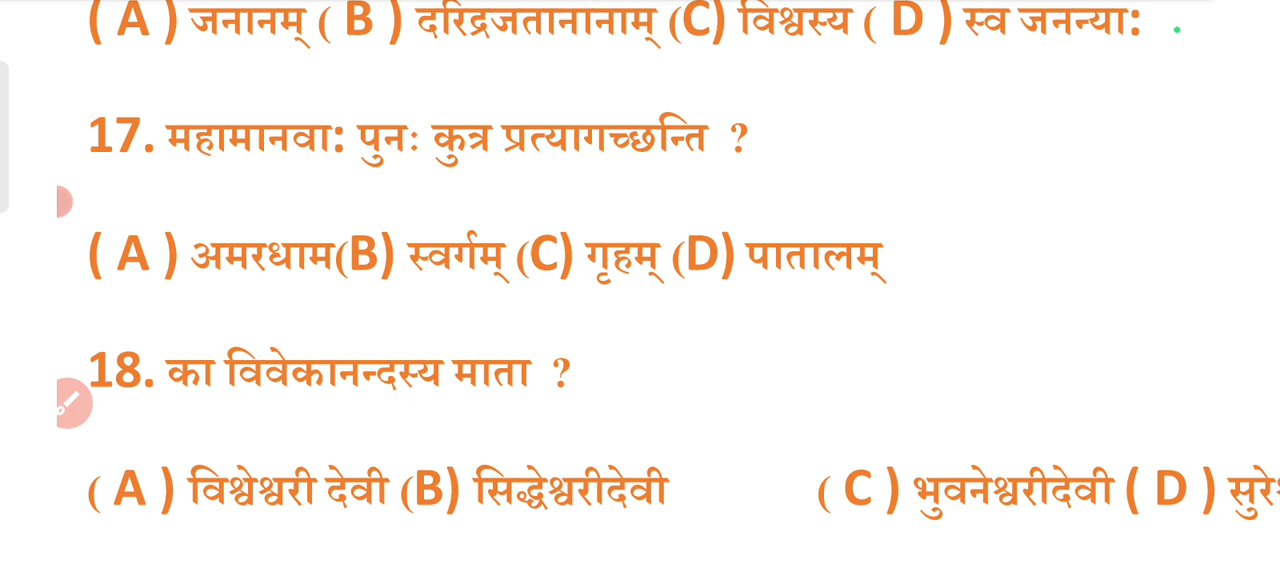 ( A ) जनानम् ( B ) दरिद्रजतानानाम् (C) विश्वस्य ( D ) स्व जनन्या:
17. महामानवा: पुनः कुत्र प्रत्यागच्छन्ति ?
( A ) अमरधाम(B) स्वर्गम् (C) गृहम् (D) पातालम्
18. का विवेकानन्दस्य माता ?
( A ) विश्वेश्वरी देवी (B) सिद्धेश्वरीदेवी ( C ) भुवनेश्वरीदेवी ( D )